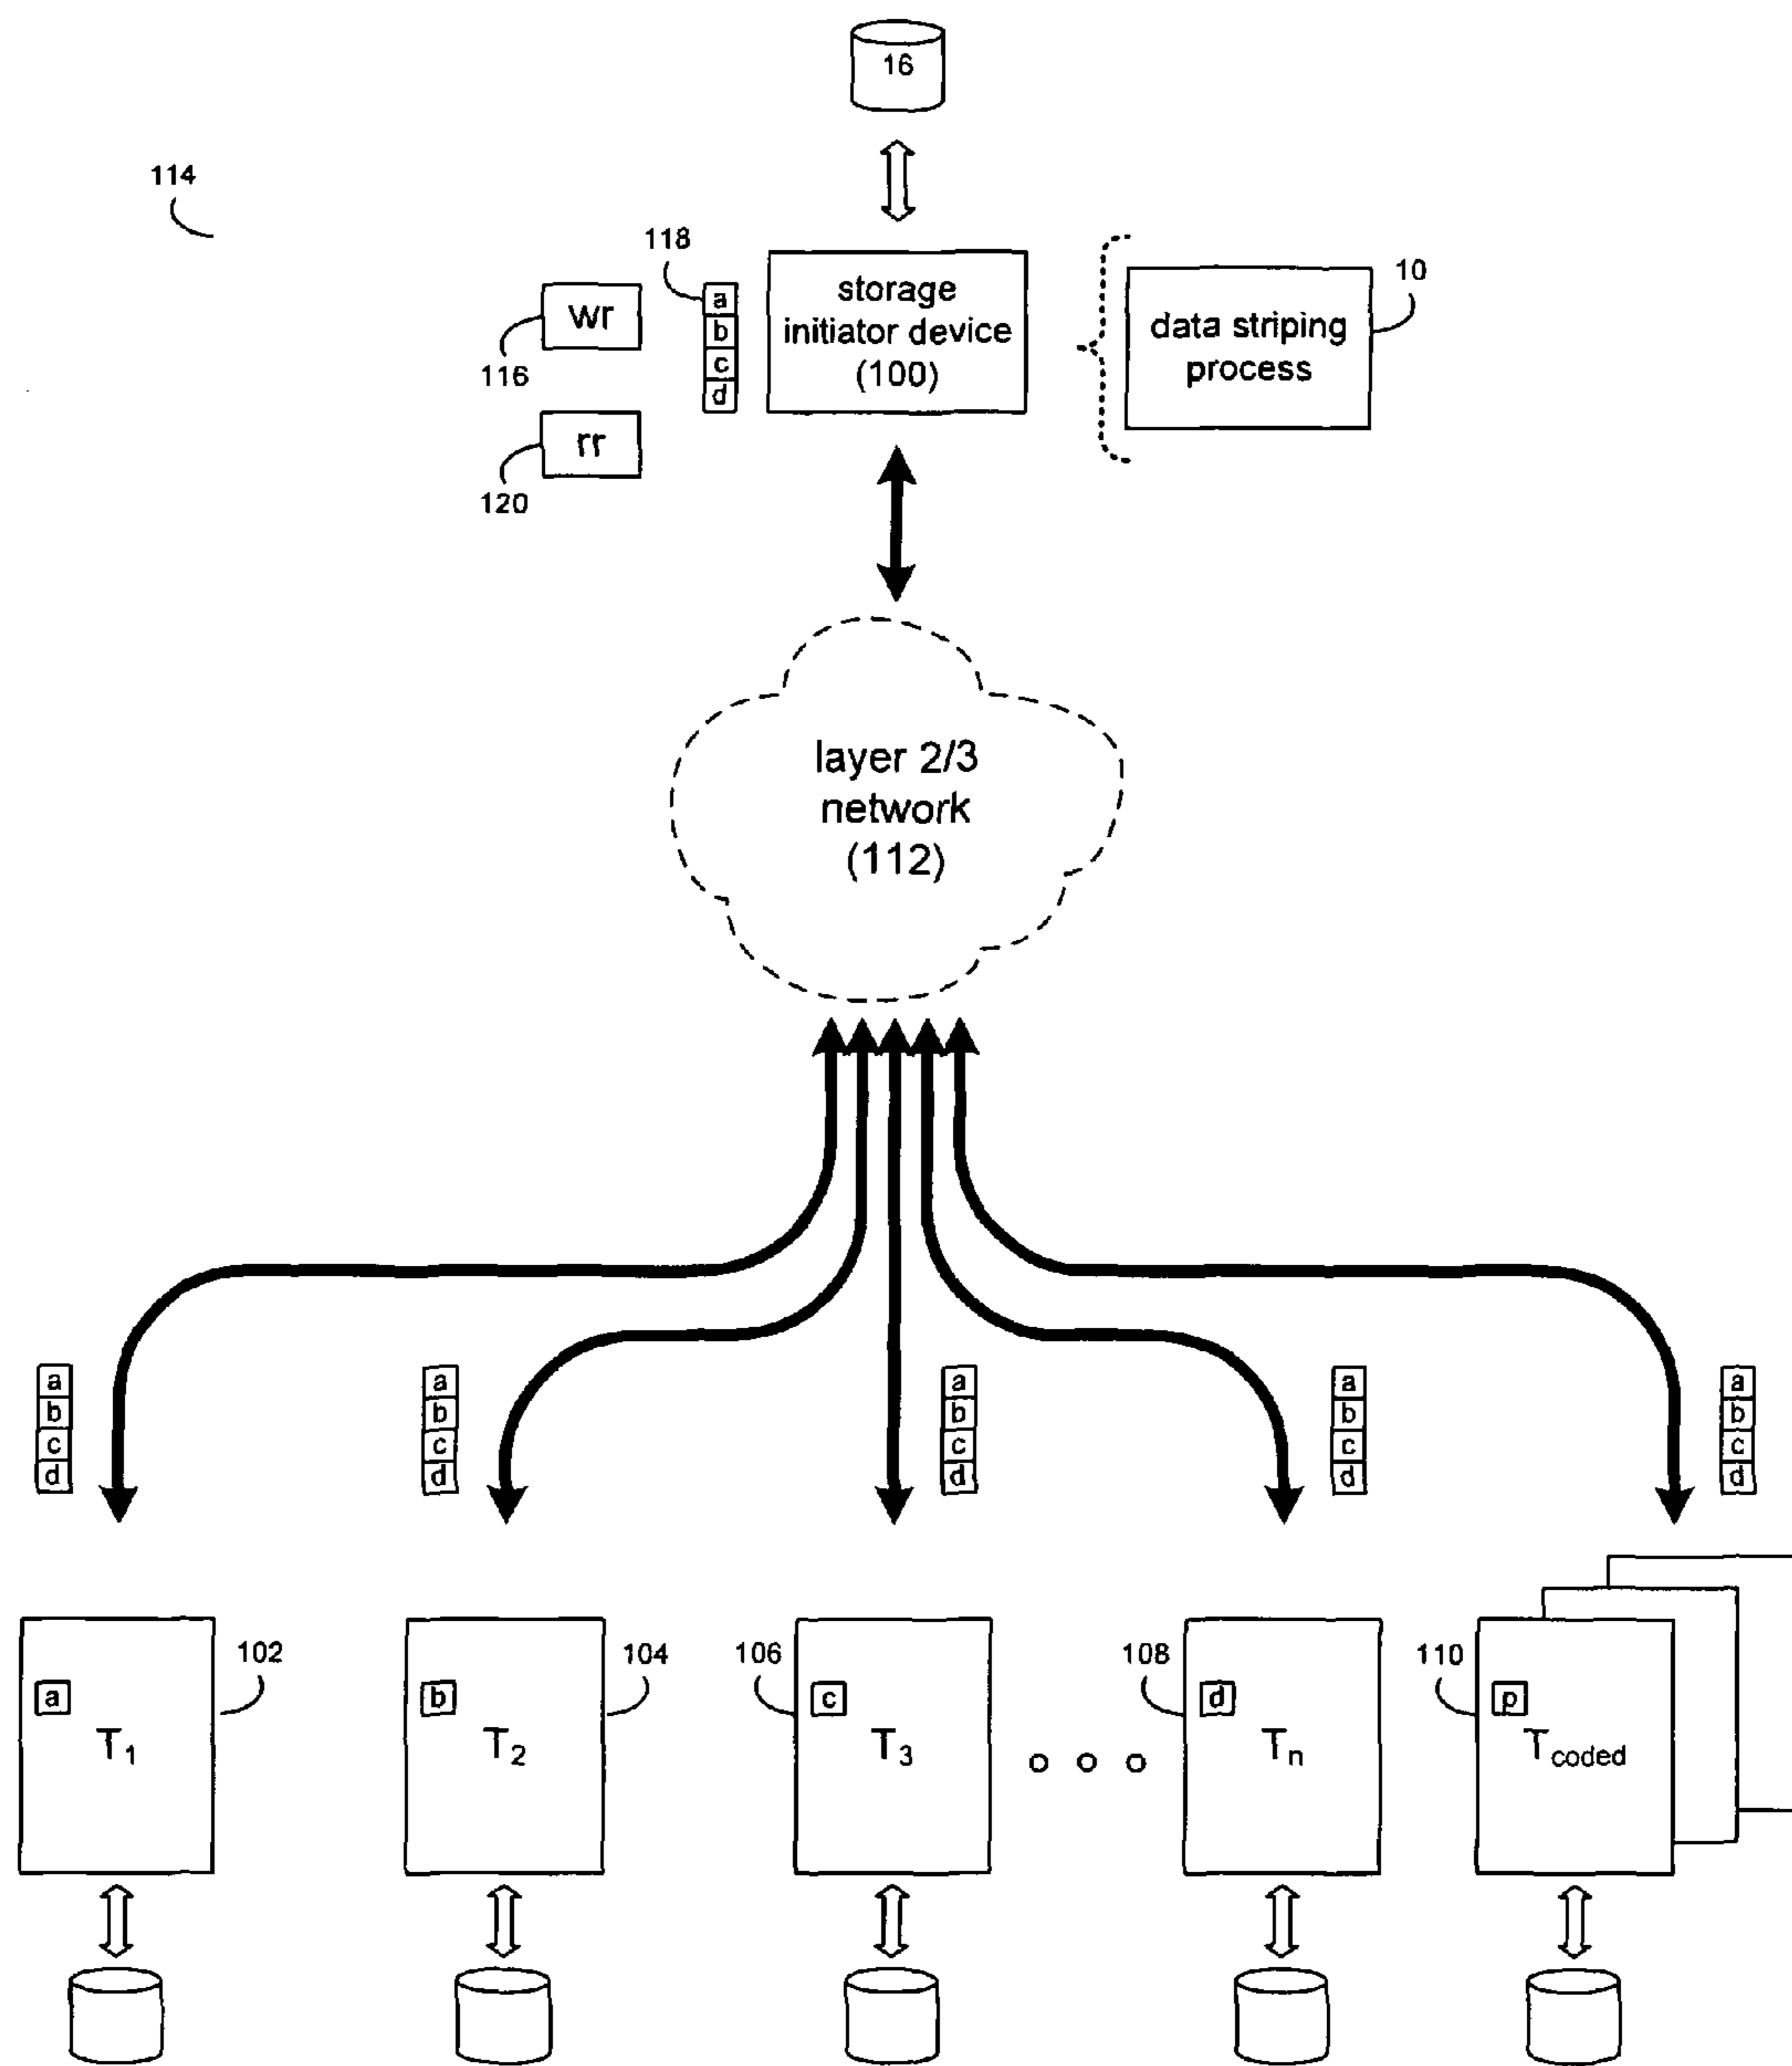 16
114
118
wr
116
rr
120
a
b
c
d
storage
initiator device
(100)
data striping
process
10
layer 2/3
network
(112)
a
b
c
d
a
b
c
d
a
b
c
d
a
b
c
d
a
b
c
d
102
a
T1
104
b
T2
106
c
T3
108
d
Tn
110
p
Tcoded